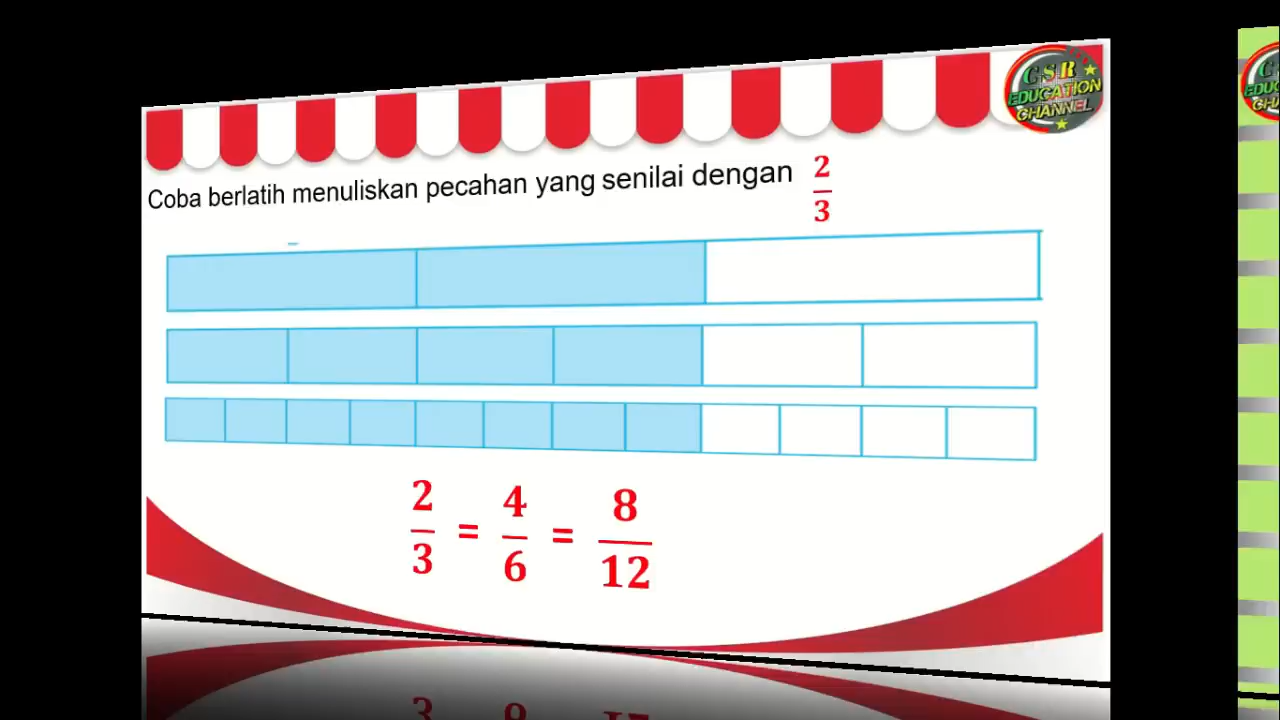 GSR
EDUCATION
CHANNEL
Coba berlatih menuliskan pecahan yang senilai dengan 2/3
2/3 = 4/6 = 8/12